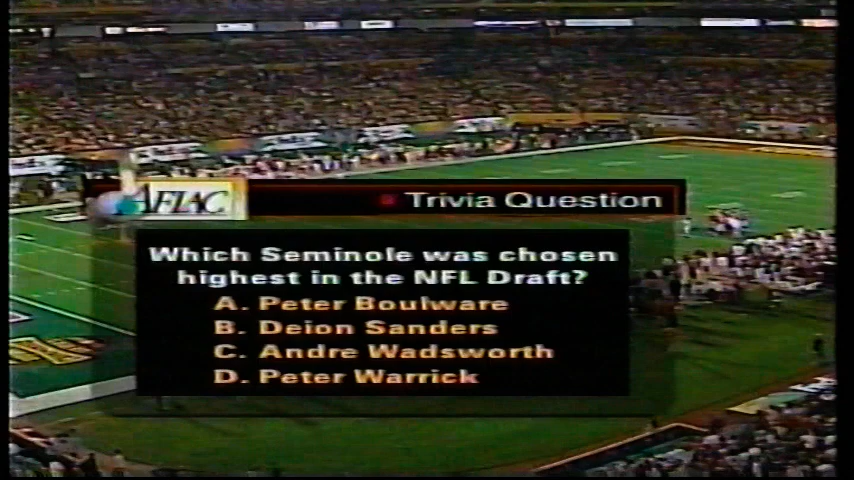 AFLAC
Trivia Question
Which Seminole was chosen
highest in the NFL Draft?
A. Peter Boulware
B. Deion Sanders
C. Andre Wadsworth
D. Peter Warrick